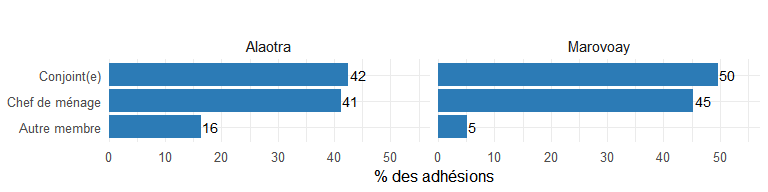 Alaotra Marovoay
Conjoint(e) 42 50
Chef de ménage 41 45
Autre membre 16 5
0 10 20 30 40 50 0 10 20 30 40 50
% des adhésions